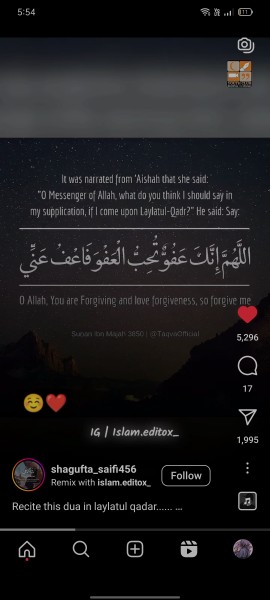 5:54
It was narrated from 'Aishah that she said:
"O Messenger of Allah, what do you think I should say in
my supplication, if I come upon Laylatul-Qadr?" He said: Say:
اللَّهُمَّ إِنَّكَ عَفُوٌّ تُحِبُّ الْعَفْوَ فَاعْفُ عَنِّي
O Allah, You are Forgiving and love forgiveness, so forgive me
Sunan Ibn Majah 3850 | @TaqwaOfficial
5,296
17
1,995
IG | Islam.editox_
shagufta_saifi456
Remix with islam.editox_
Follow
Recite this dua in laylatul qadar...... ...